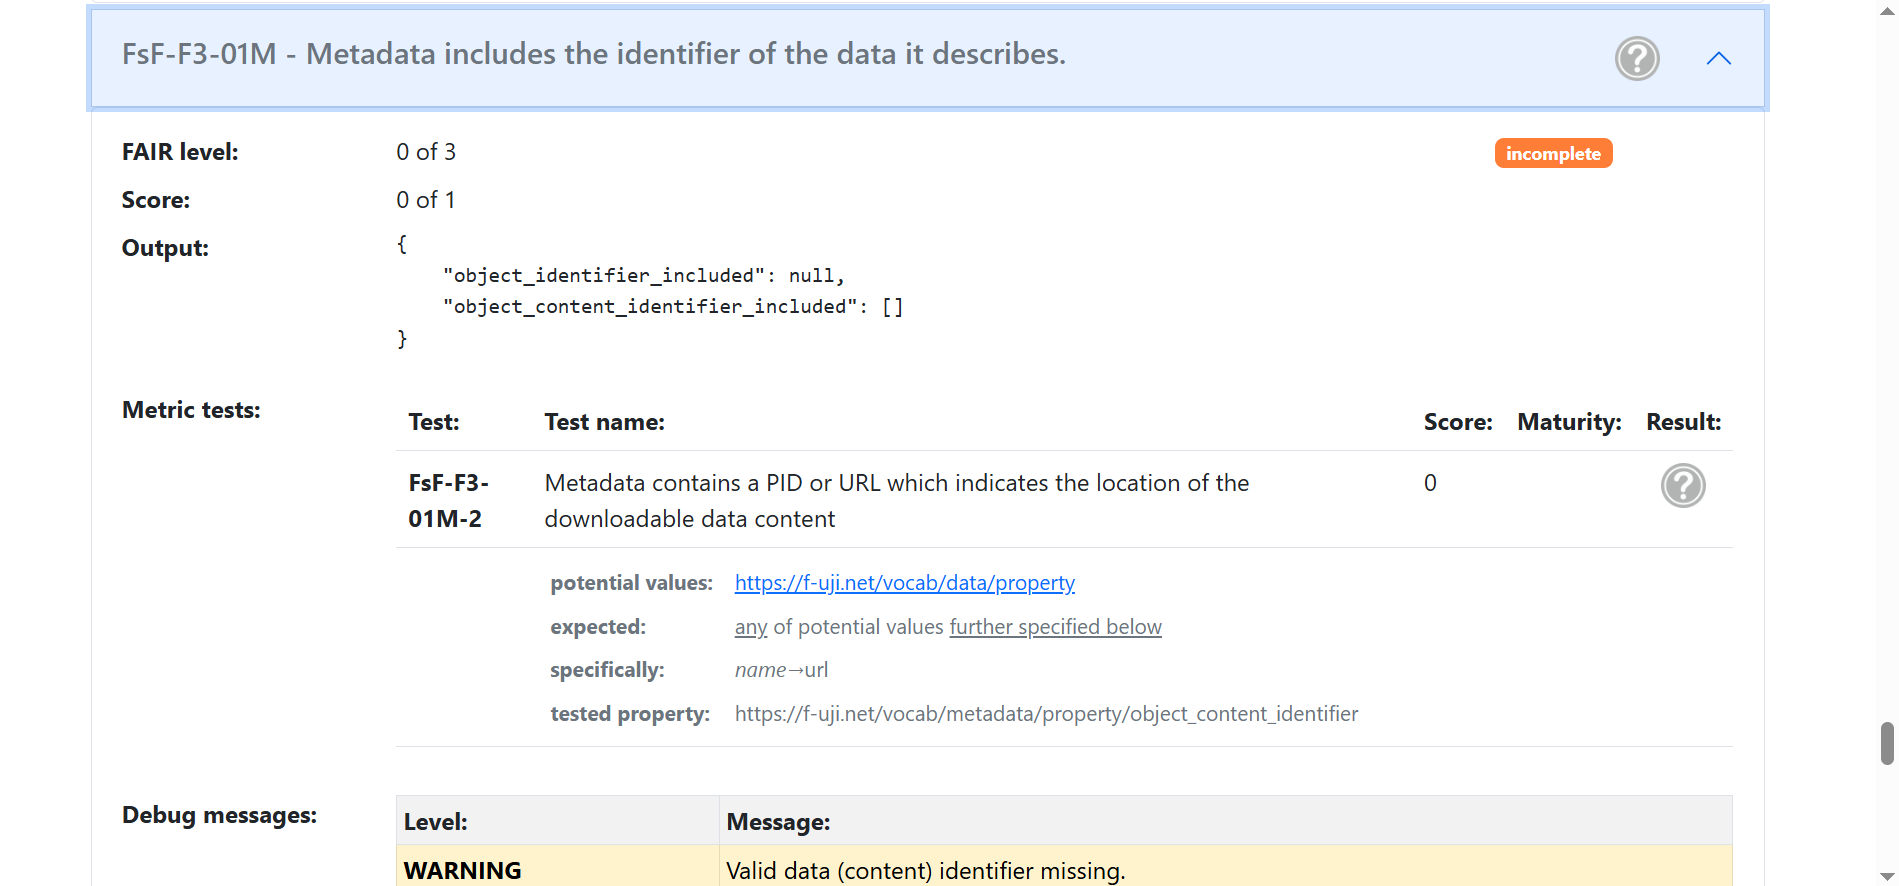 FsF-F3-01M - Metadata includes the identifier of the data it describes.
FAIR level: 0 of 3 incomplete
Score: 0 of 1
Output: {
"object_identifier_included": null,
"object_content_identifier_included": []
}
Metric tests:
Test: Test name: Score: Maturity: Result:
FsF-F3- Metadata contains a PID or URL which indicates the location of the 0
01M-2 downloadable data content
potential values: https://f-uji.net/vocab/data/property
expected: any of potential values further specified below
specifically: name→url
tested property: https://f-uji.net/vocab/metadata/property/object_content_identifier
Debug messages:
Level: Message:
WARNING Valid data (content) identifier missing.